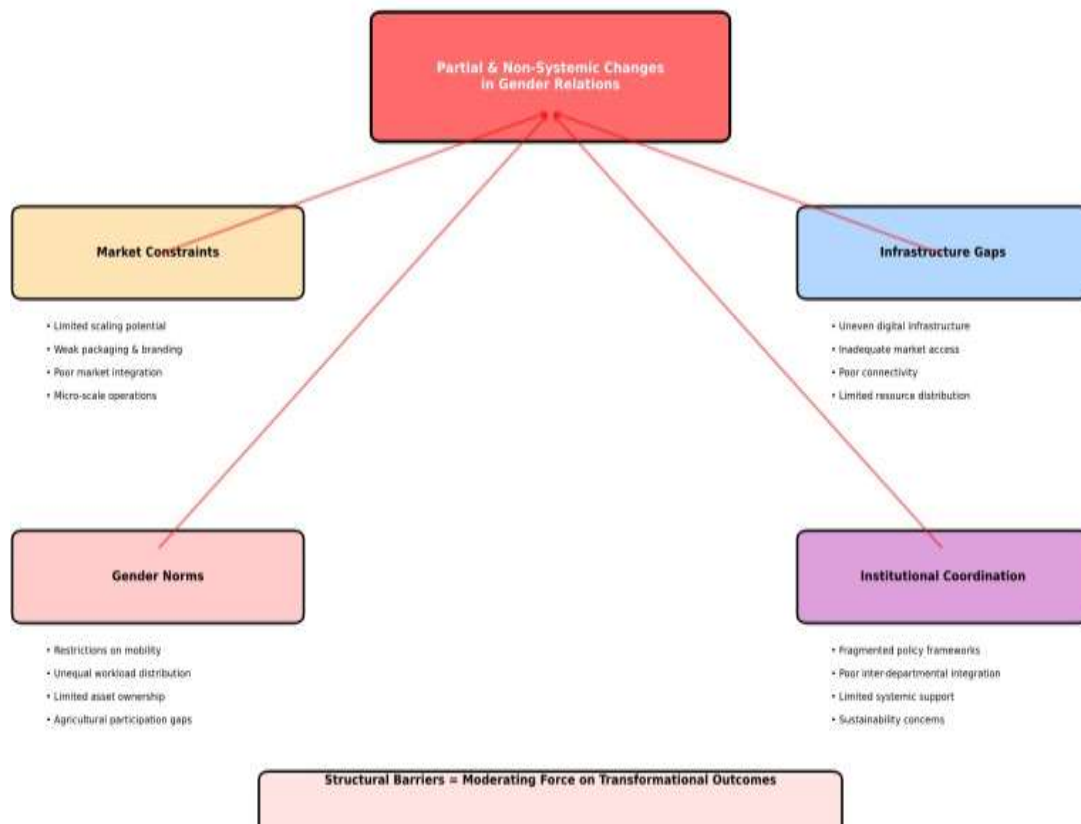 Partial & Non-Systemic Changes
in Gender Relations
Market Constraints
• Limited scaling potential
• Weak packaging & branding
• Poor market integration
• Micro-scale operations
Infrastructure Gaps
• Uneven digital infrastructure
• Inadequate market access
• Poor connectivity
• Limited resource distribution
Gender Norms
• Restrictions on mobility
• Unequal workload distribution
• Limited asset ownership
• Agricultural participation gaps
Institutional Coordination
• Fragmented policy frameworks
• Poor inter-departmental integration
• Limited systemic support
• Sustainability concerns
Structural Barriers = Moderating Force on Transformational Outcomes